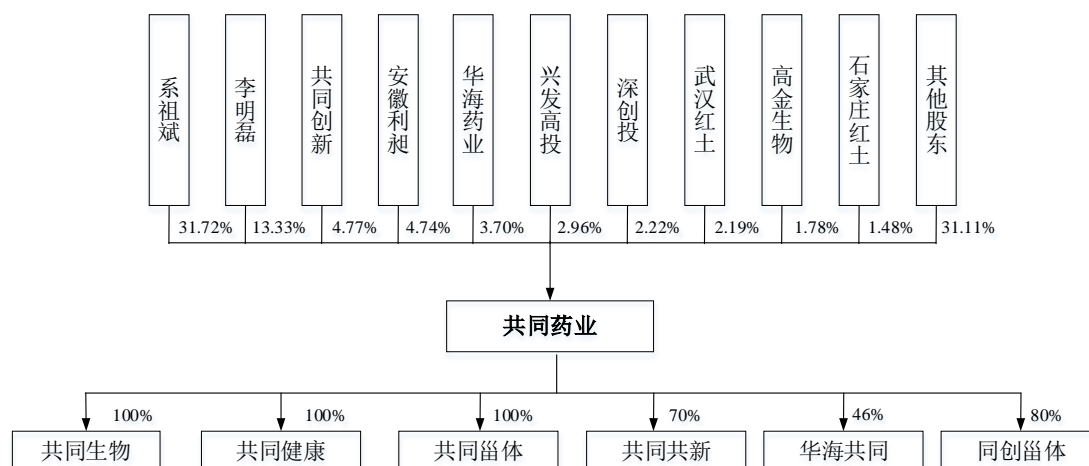 系祖斌
李明磊
共同创新
安徽利昶
华海药业
兴发高投
深创投
武汉红土
高金生物
石家庄红土
其他股东
31.72%
13.33%
4.77%
4.74%
3.70%
2.96%
2.22%
2.19%
1.78%
1.48%
31.11%
共同药业
100%
100%
100%
70%
46%
80%
共同生物
共同健康
共同甾体
共同共新
华海共同
同创甾体